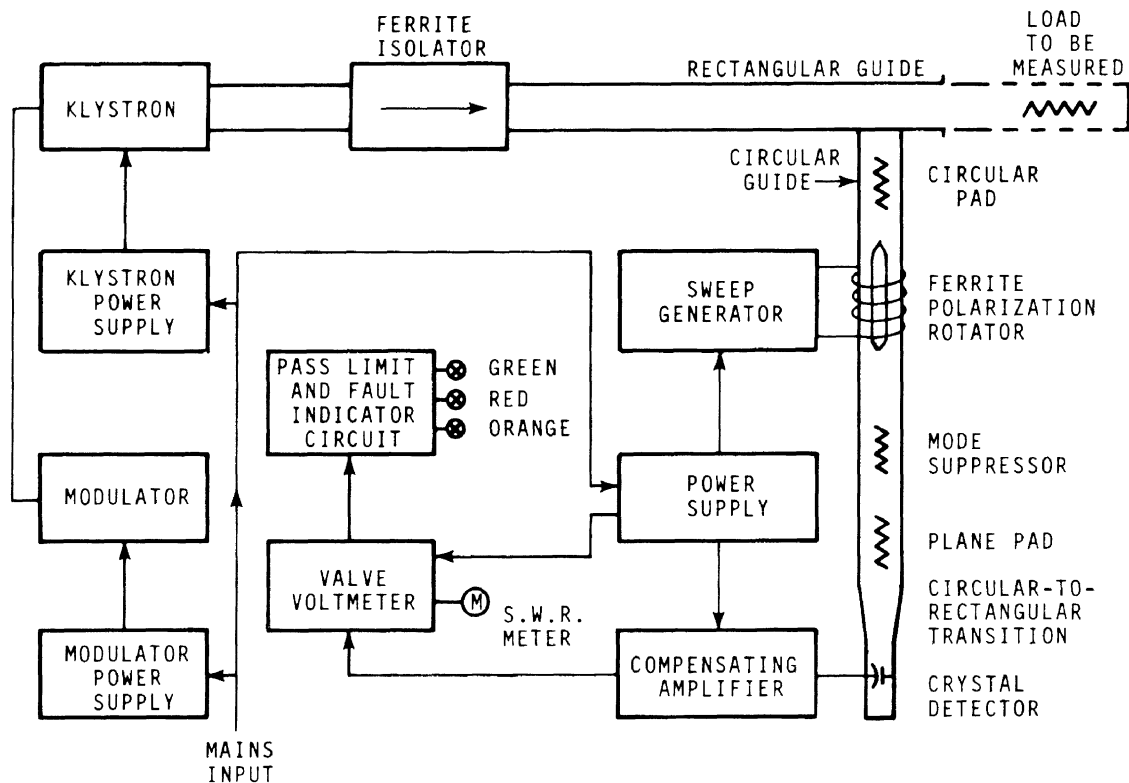 FERRITE
ISOLATOR
LOAD
TO BE
MEASURED
RECTANGULAR GUIDE
KLYSTRON
CIRCULAR
GUIDE
CIRCULAR
PAD
KLYSTRON
POWER
SUPPLY
SWEEP
GENERATOR
FERRITE
POLARIZATION
ROTATOR
PASS LIMIT
AND FAULT
INDICATOR
CIRCUIT
GREEN
RED
ORANGE
MODE
SUPPRESSOR
MODULATOR
POWER
SUPPLY
PLANE PAD
VALVE
VOLTMETER
M
S.W.R.
METER
CIRCULAR-TO-
RECTANGULAR
TRANSITION
MODULATOR
POWER
SUPPLY
COMPENSATING
AMPLIFIER
CRYSTAL
DETECTOR
MAINS
INPUT